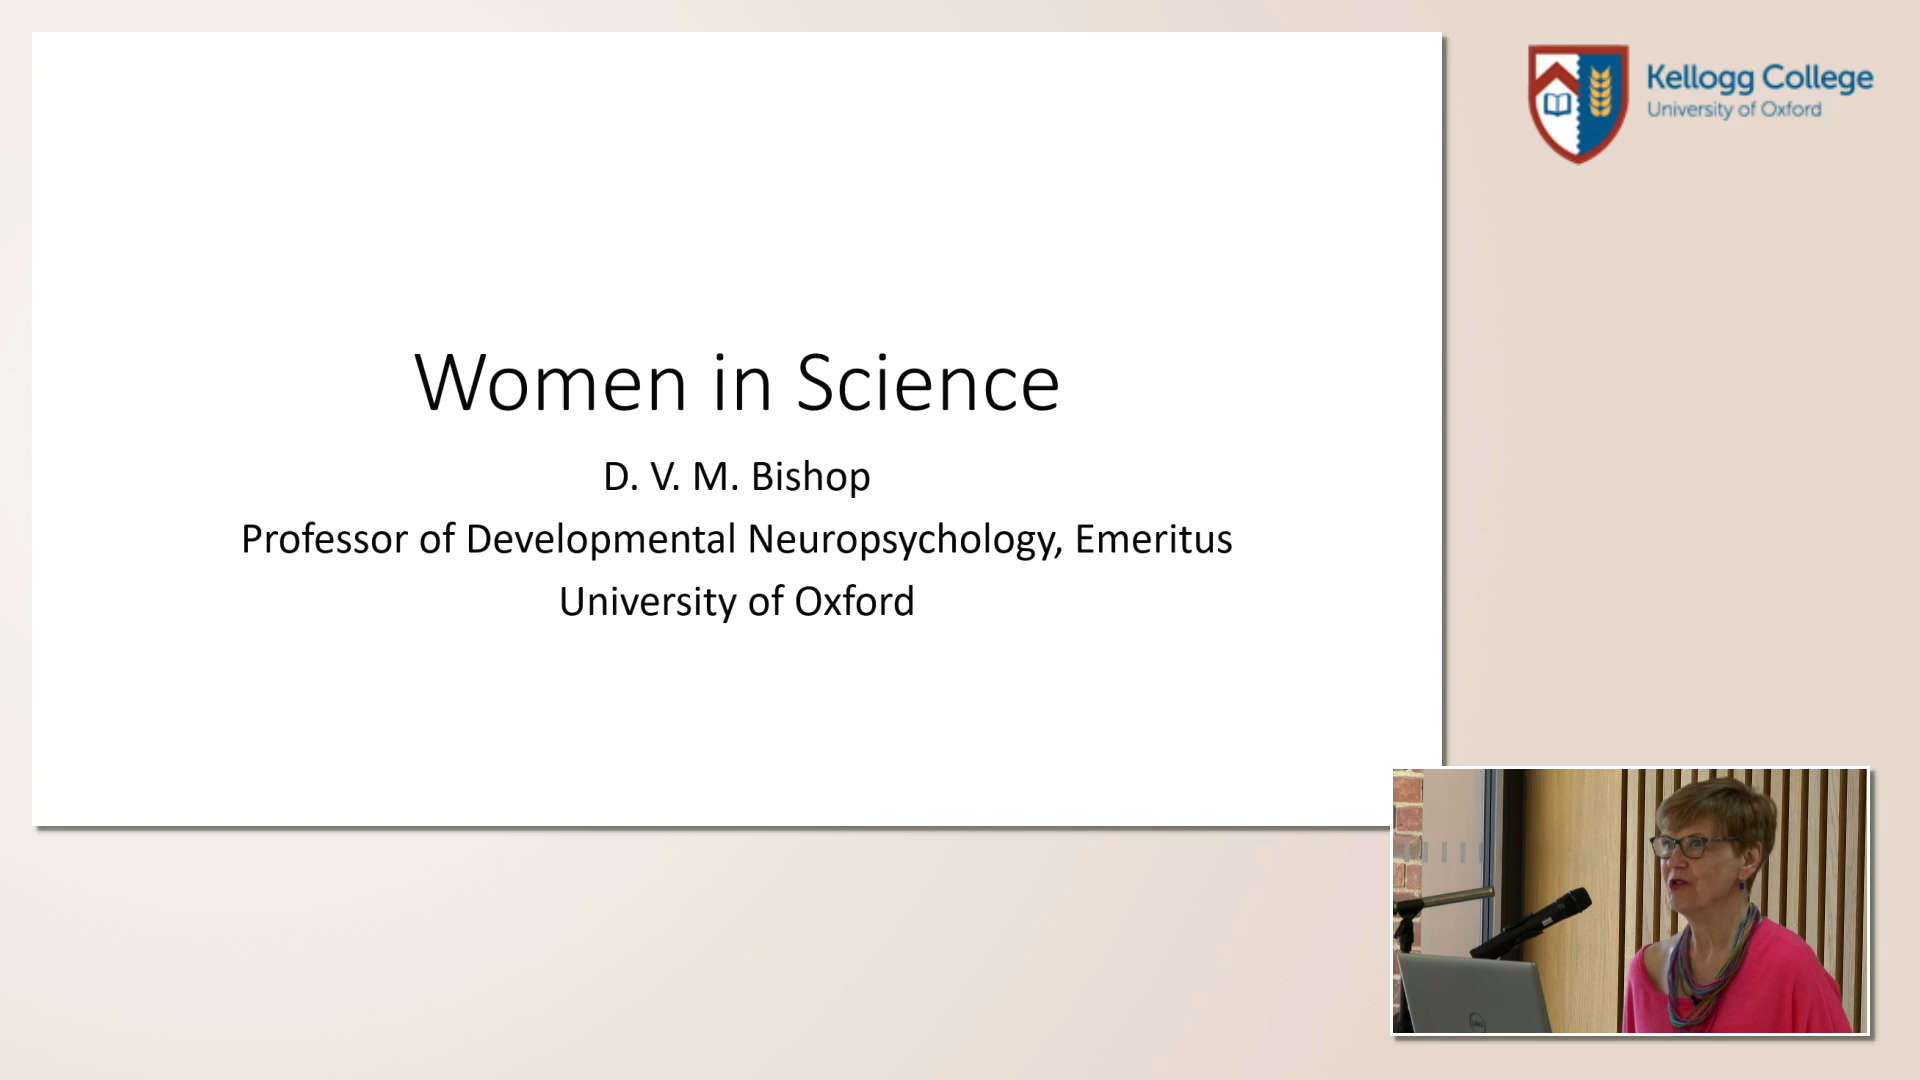 Women in Science
D. V. M. Bishop
Professor of Developmental Neuropsychology, Emeritus
University of Oxford
Kellogg College
University of Oxford